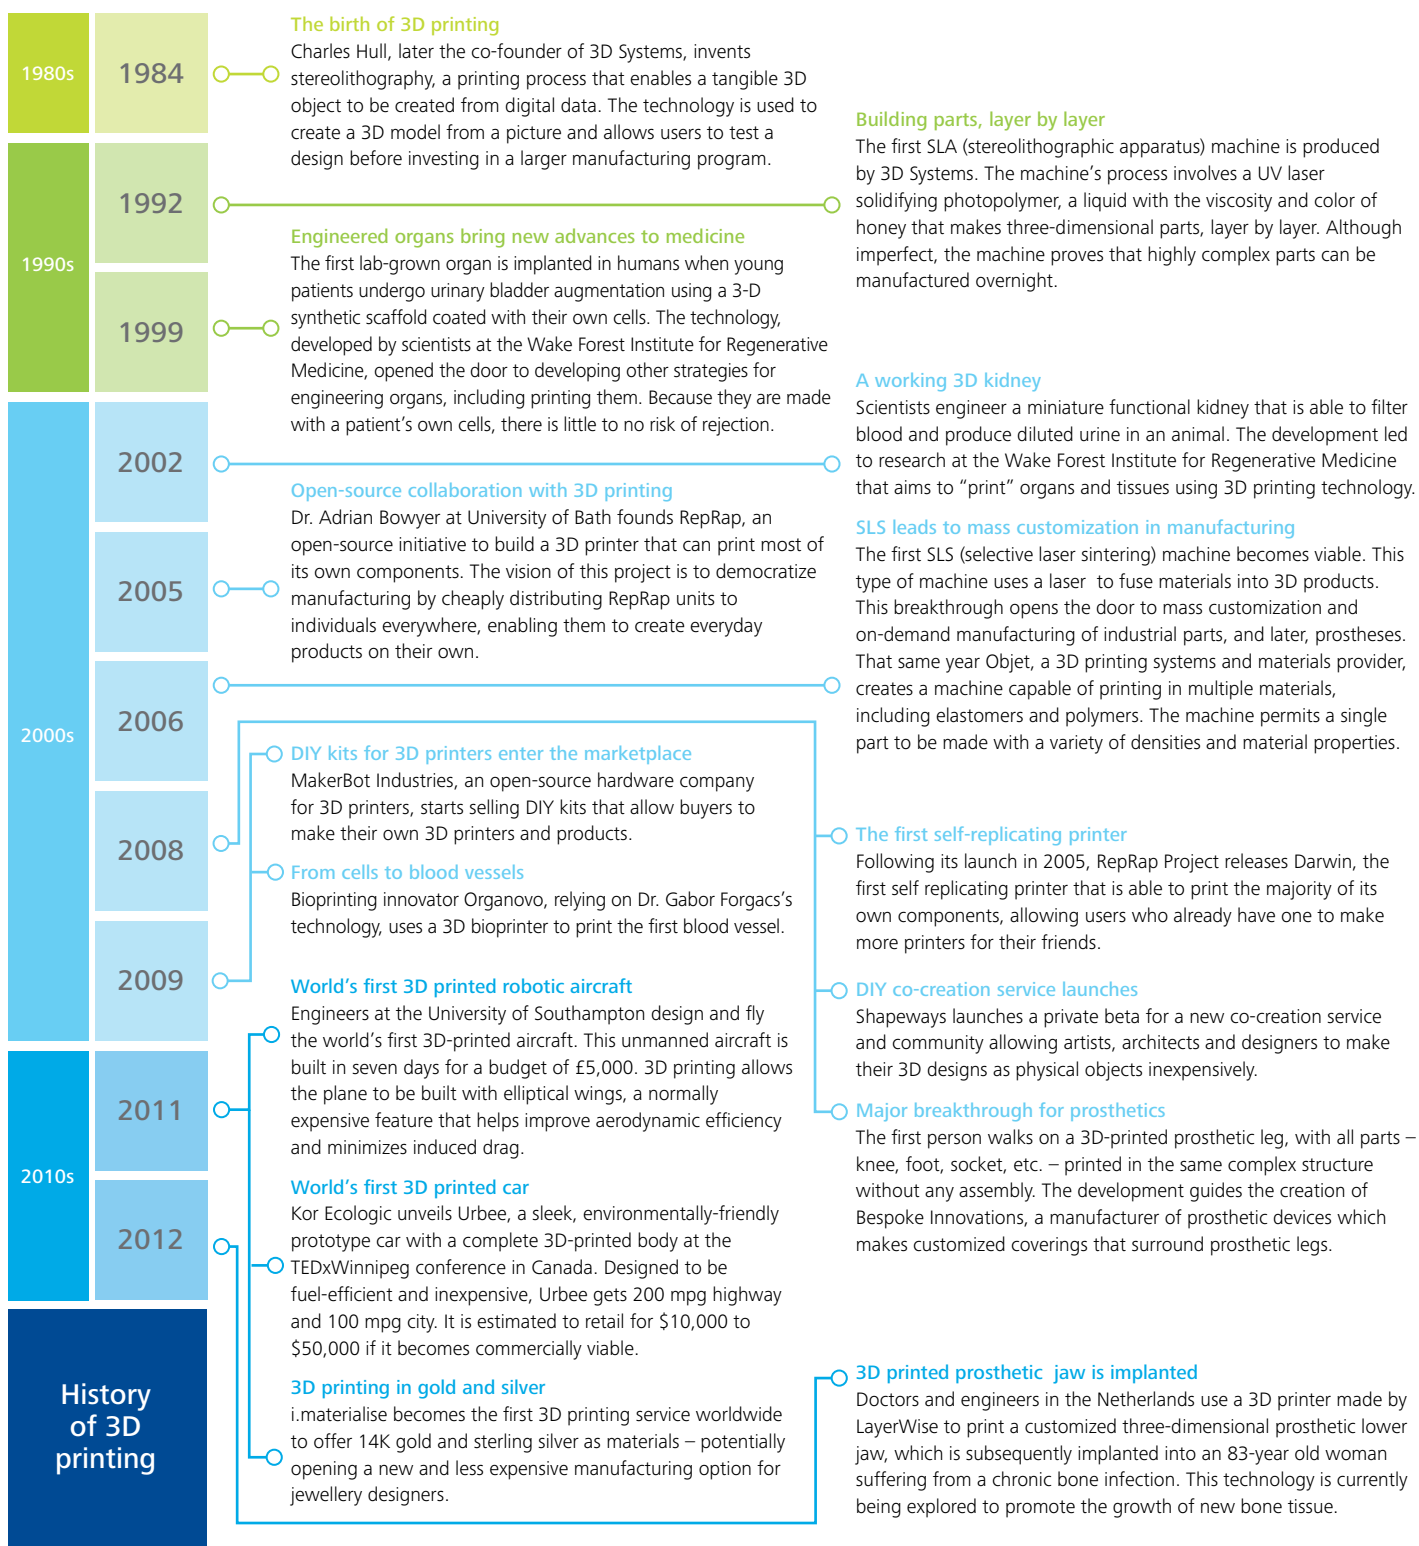 1980s
1984
The birth of 3D printing
Charles Hull, later the co-founder of 3D Systems, invents
stereolithography, a printing process that enables a tangible 3D
object to be created from digital data. The technology is used to
create a 3D model from a picture and allows users to test a
design before investing in a larger manufacturing program.
1990s
1992
Building parts, layer by layer
The first SLA (stereolithographic apparatus) machine is produced
by 3D Systems. The machine's process involves a UV laser
solidifying photopolymer, a liquid with the viscosity and color of
honey that makes three-dimensional parts, layer by layer. Although
imperfect, the machine proves that highly complex parts can be
manufactured overnight.
1999
Engineered organs bring new advances to medicine
The first lab-grown organ is implanted in humans when young
patients undergo urinary bladder augmentation using a 3-D
synthetic scaffold coated with their own cells. The technology,
developed by scientists at the Wake Forest Institute for Regenerative
Medicine, opened the door to developing other strategies for
engineering organs, including printing them. Because they are made
with a patient's own cells, there is little to no risk of rejection.
2000s
2002
A working 3D kidney
Scientists engineer a miniature functional kidney that is able to filter
blood and produce diluted urine in an animal. The development led
to research at the Wake Forest Institute for Regenerative Medicine
that aims to “print” organs and tissues using 3D printing technology.
2005
Open-source collaboration with 3D printing
Dr. Adrian Bowyer at University of Bath founds RepRap, an
open-source initiative to build a 3D printer that can print most of
its own components. The vision of this project is to democratize
manufacturing by cheaply distributing RepRap units to
individuals everywhere, enabling them to create everyday
products on their own.
2006
SLS leads to mass customization in manufacturing
The first SLS (selective laser sintering) machine becomes viable. This
type of machine uses a laser to fuse materials into 3D products.
This breakthrough opens the door to mass customization and
on-demand manufacturing of industrial parts, and later, prostheses.
That same year Objet, a 3D printing systems and materials provider,
creates a machine capable of printing in multiple materials,
including elastomers and polymers. The machine permits a single
part to be made with a variety of densities and material properties.
2008
The first self-replicating printer
Following its launch in 2005, RepRap Project releases Darwin, the
first self replicating printer that is able to print the majority of its
own components, allowing users who already have one to make
more printers for their friends.
DIY co-creation service launches
Shapeways launches a private beta for a new co-creation service
and community allowing artists, architects and designers to make
their 3D designs as physical objects inexpensively.
Major breakthrough for prosthetics
The first person walks on a 3D-printed prosthetic leg, with all parts –
knee, foot, socket, etc. – printed in the same complex structure
without any assembly. The development guides the creation of
Bespoke Innovations, a manufacturer of prosthetic devices which
makes customized coverings that surround prosthetic legs.
2009
DIY kits for 3D printers enter the marketplace
MakerBot Industries, an open-source hardware company
for 3D printers, starts selling DIY kits that allow buyers to
make their own 3D printers and products.
From cells to blood vessels
Bioprinting innovator Organovo, relying on Dr. Gabor Forgacs's
technology, uses a 3D bioprinter to print the first blood vessel.
2010s
2011
World's first 3D printed robotic aircraft
Engineers at the University of Southampton design and fly
the world's first 3D-printed aircraft. This unmanned aircraft is
built in seven days for a budget of £5,000. 3D printing allows
the plane to be built with elliptical wings, a normally
expensive feature that helps improve aerodynamic efficiency
and minimizes induced drag.
World's first 3D printed car
Kor Ecologic unveils Urbee, a sleek, environmentally-friendly
prototype car with a complete 3D-printed body at the
TEDxWinnipeg conference in Canada. Designed to be
fuel-efficient and inexpensive, Urbee gets 200 mpg highway
and 100 mpg city. It is estimated to retail for $10,000 to
$50,000 if it becomes commercially viable.
3D printing in gold and silver
i.materialise becomes the first 3D printing service worldwide
to offer 14K gold and sterling silver as materials – potentially
opening a new and less expensive manufacturing option for
jewellery designers.
2012
3D printed prosthetic jaw is implanted
Doctors and engineers in the Netherlands use a 3D printer made by
LayerWise to print a customized three-dimensional prosthetic lower
jaw, which is subsequently implanted into an 83-year old woman
suffering from a chronic bone infection. This technology is currently
being explored to promote the growth of new bone tissue.
History
of 3D
printing